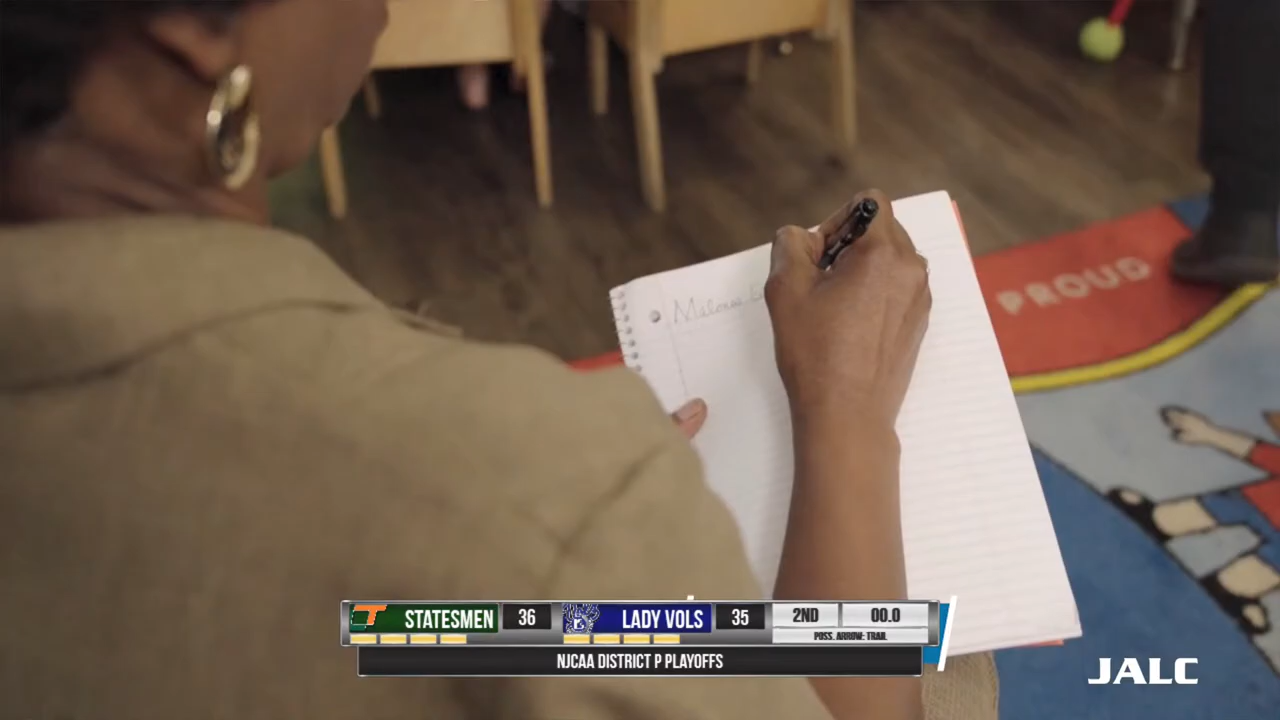 PROUD
STATESMEN 36 LADY VOLS 35 2ND 00.0
POSS. ARROW: TRAIL
NJCAA DISTRICT P PLAYOFFS
JALC